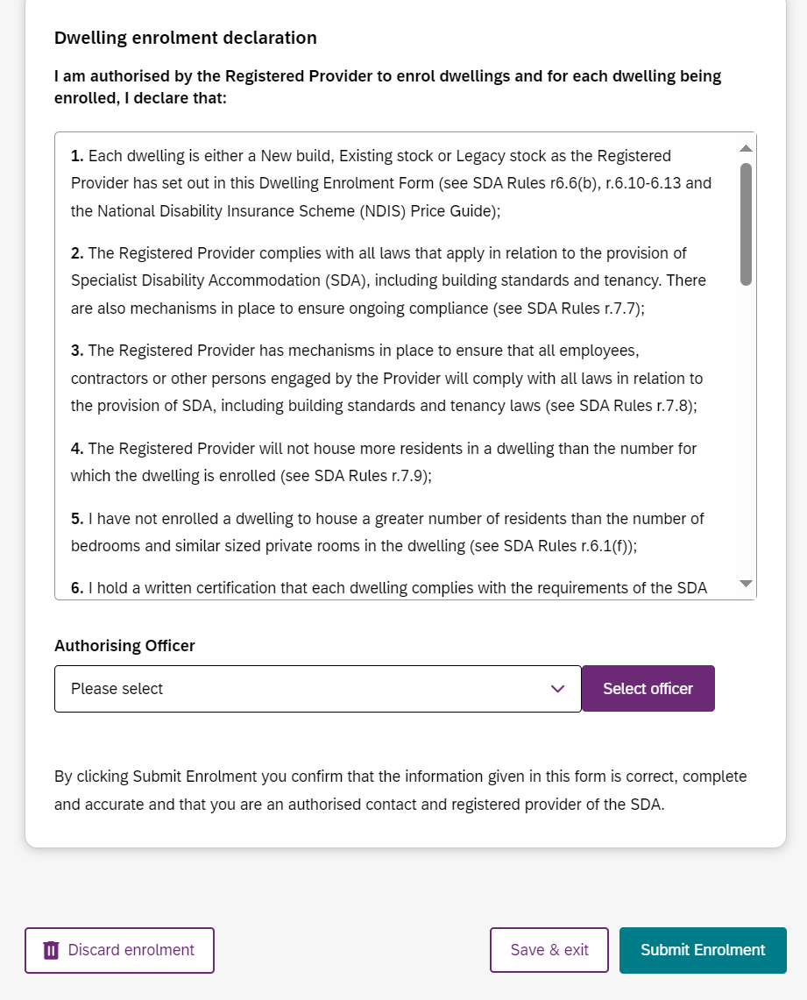 Dwelling enrolment declaration
I am authorised by the Registered Provider to enrol dwellings and for each dwelling being
enrolled, I declare that:
1. Each dwelling is either a New build, Existing stock or Legacy stock as the Registered
Provider has set out in this Dwelling Enrolment Form (see SDA Rules r6.6(b), r.6.10-6.13 and
the National Disability Insurance Scheme (NDIS) Price Guide);
2. The Registered Provider complies with all laws that apply in relation to the provision of
Specialist Disability Accommodation (SDA), including building standards and tenancy. There
are also mechanisms in place to ensure ongoing compliance (see SDA Rules r.7.7);
3. The Registered Provider has mechanisms in place to ensure that all employees,
contractors or other persons engaged by the Provider will comply with all laws in relation to
the provision of SDA, including building standards and tenancy laws (see SDA Rules r.7.8);
4. The Registered Provider will not house more residents in a dwelling than the number for
which the dwelling is enrolled (see SDA Rules r.7.9);
5. I have not enrolled a dwelling to house a greater number of residents than the number of
bedrooms and similar sized private rooms in the dwelling (see SDA Rules r.6.1(f));
6. I hold a written certification that each dwelling complies with the requirements of the SDA
Authorising Officer
Please select
Select officer
By clicking Submit Enrolment you confirm that the information given in this form is correct, complete
and accurate and that you are an authorised contact and registered provider of the SDA.
Discard enrolment
Save & exit
Submit Enrolment